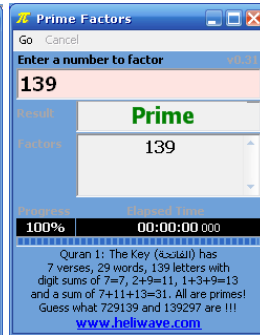 Prime Factors
Go Cancel
Enter a number to factor v0.31
139
Result Prime
Factors 139
Progress Elapsed Time
100% 00:00:00 000
Quran 1: The Key (الفاتحة) has
7 verses, 29 words, 139 letters with
digit sums of 7=7, 2+9=11, 1+3+9=13
and a sum of 7+11+13=31. All are primes!
Guess what 729139 and 139297 are !!!
www.heliwave.com